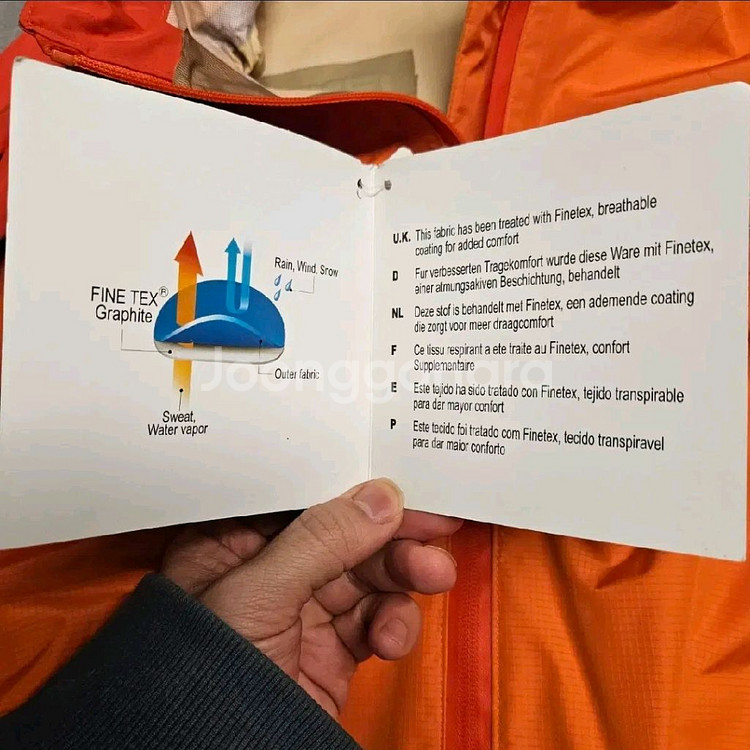 FINE TEX®
Graphite
Rain, Wind, Snow
Outer fabric
Sweat,
Water vapor
U.K. This fabric has been treated with Finetex, breathable
coating for added comfort
D Fur verbesserten Tragekomfort wurde diese Ware mit Finetex,
einer almungsakiven Beschichtung, behandelt
NL Deze stof is behandelt met Finetex, een ademende coating
die zorgt voor meer draagcomfort
F Ce lissu respirant a ete traite au Finetex, confort
Supplementaire
E Este tejido ha sido tratado con Finetex, tejido transpirable
para dar mayor confort
P Este tecido foi tratado com Finetex, tecido transpiravel
para dar maior conforto
Joonggonara